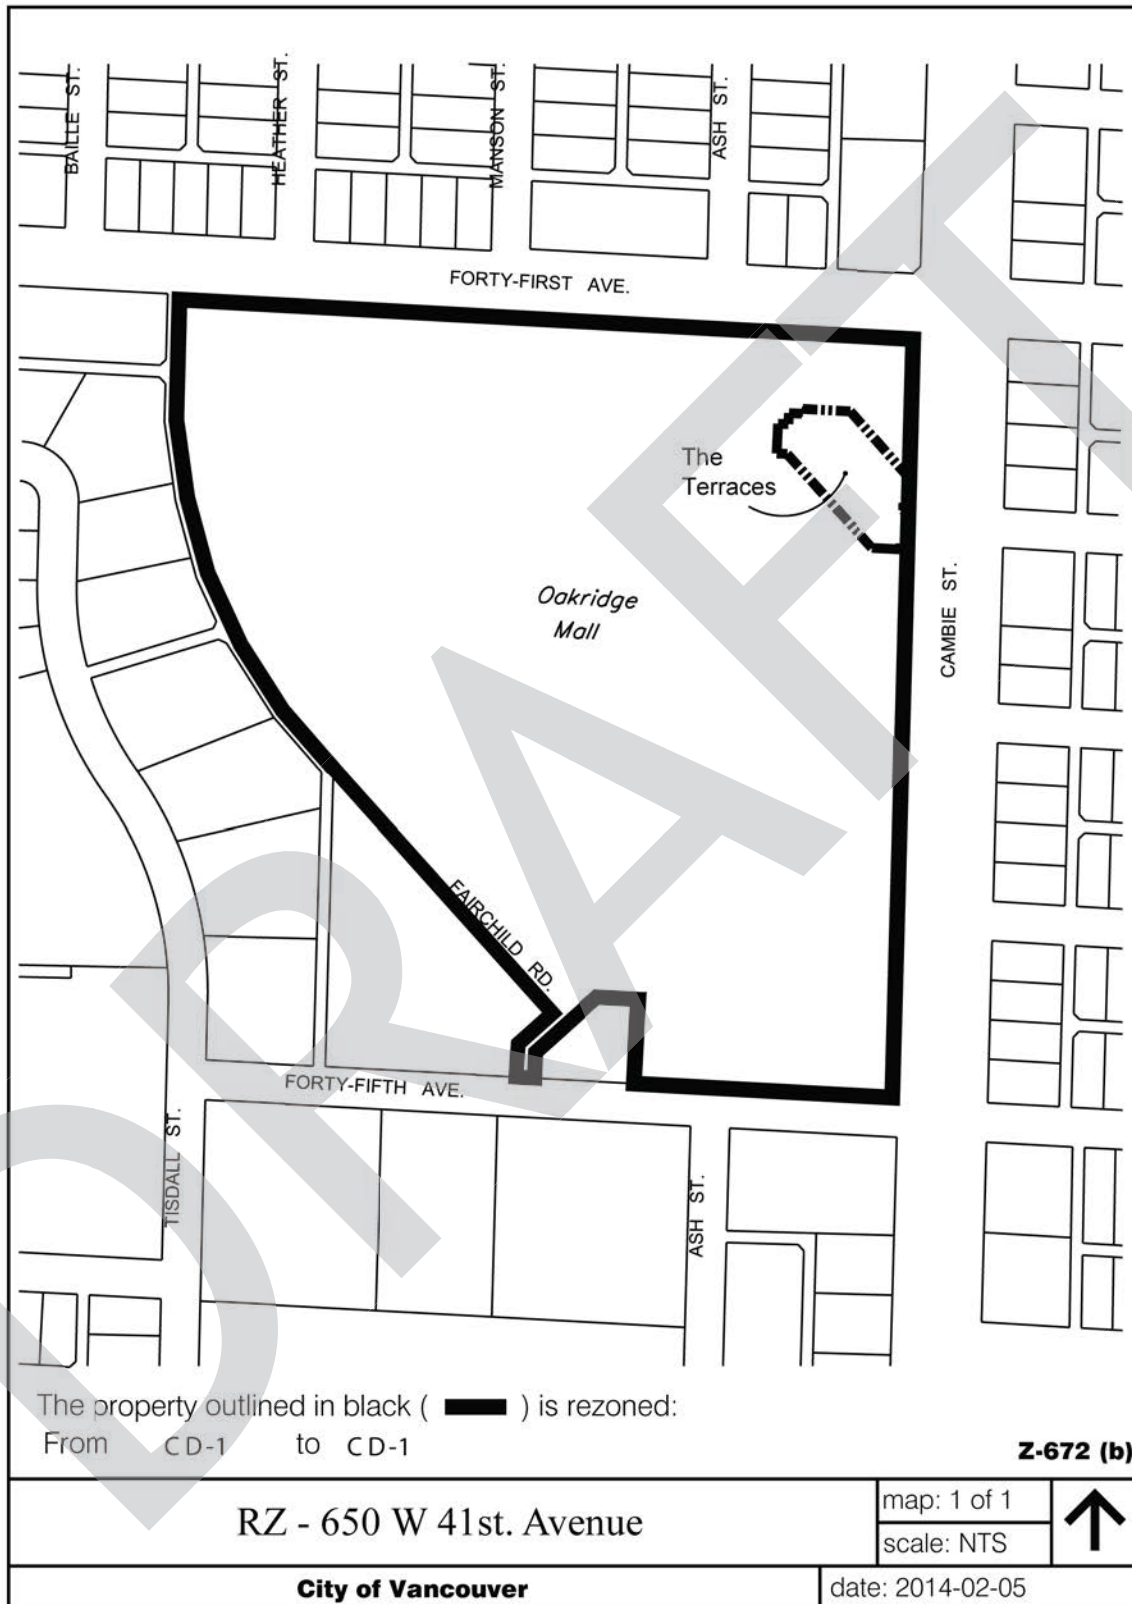 BAILLE ST.
HEATHER ST.
MANSON ST.
ASH ST.
FORTY-FIRST AVE.
The
Terraces
Oakridge
Mall
CAMBIE ST.
FAIRCHILD RD.
FORTY-FIFTH AVE.
TISDALL ST.
ASH ST.
DRAFT
The property outlined in black ( ) is rezoned:
From CD-1 to CD-1
Z-672 (b)
RZ - 650 W 41st. Avenue
map: 1 of 1
scale: NTS
City of Vancouver
date: 2014-02-05